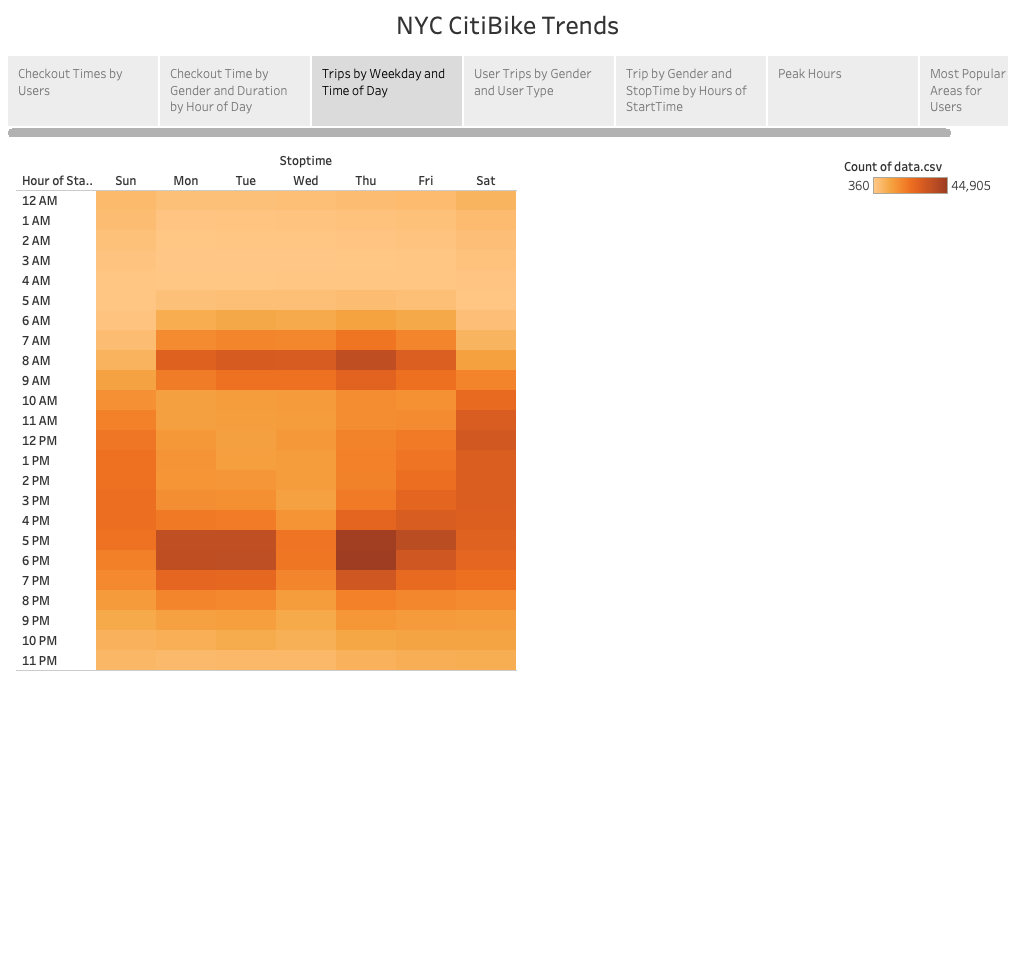 NYC CitiBike Trends
Checkout Times by
Users
Checkout Time by
Gender and Duration
by Hour of Day
Trips by Weekday and
Time of Day
User Trips by Gender
and User Type
Trip by Gender and
StopTime by Hours of
StartTime
Peak Hours
Most Popular
Areas for
Users
Stoptime
Hour of Sta.. Sun Mon Tue Wed Thu Fri Sat
12 AM
1 AM
2 AM
3 AM
4 AM
5 AM
6 AM
7 AM
8 AM
9 AM
10 AM
11 AM
12 PM
1 PM
2 PM
3 PM
4 PM
5 PM
6 PM
7 PM
8 PM
9 PM
10 PM
11 PM
Count of data.csv
360 44,905